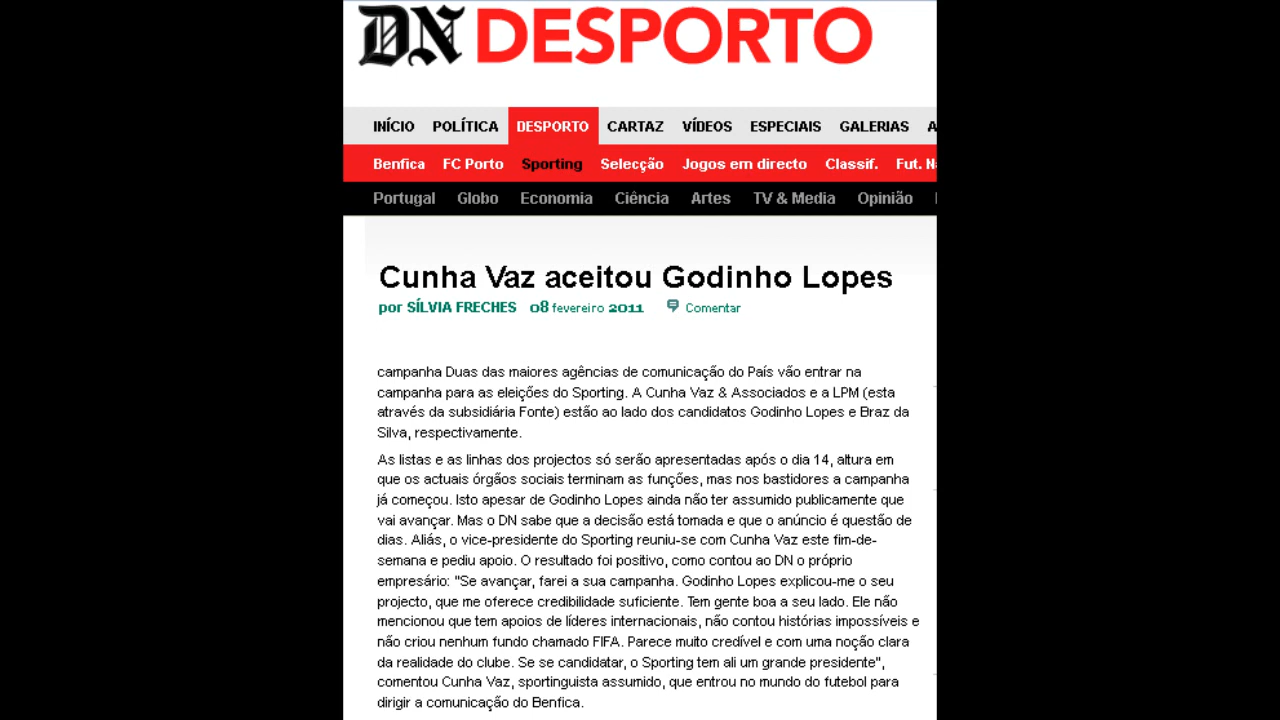 DN DESPORTO
INÍCIO POLÍTICA DESPORTO CARTAZ VÍDEOS ESPECIAIS GALERIAS A
Benfica FC Porto Sporting Selecção Jogos em directo Classif. Fut. N
Portugal Globo Economia Ciência Artes TV & Media Opinião
Cunha Vaz aceitou Godinho Lopes
por SÍLVIA FRECHES 08 fevereiro 2011 Comentar
campanha Duas das maiores agências de comunicação do País vão entrar na
campanha para as eleições do Sporting. A Cunha Vaz & Associados e a LPM (esta
através da subsidiária Fonte) estão ao lado dos candidatos Godinho Lopes e Braz da
Silva, respectivamente.
As listas e as linhas dos projectos só serão apresentadas após o dia 14, altura em
que os actuais órgãos sociais terminam as funções, mas nos bastidores a campanha
já começou. Isto apesar de Godinho Lopes ainda não ter assumido publicamente que
vai avançar. Mas o DN sabe que a decisão está tomada e que o anúncio é questão de
dias. Aliás, o vice-presidente do Sporting reuniu-se com Cunha Vaz este fim-de-
semana e pediu apoio. O resultado foi positivo, como contou ao DN o próprio
empresário: "Se avançar, farei a sua campanha. Godinho Lopes explicou-me o seu
projecto, que me oferece credibilidade suficiente. Tem gente boa a seu lado. Ele não
mencionou que tem apoios de líderes internacionais, não contou histórias impossíveis e
não criou nenhum fundo chamado FIFA. Parece muito credível e com uma noção clara
da realidade do clube. Se se candidatar, o Sporting tem ali um grande presidente",
comentou Cunha Vaz, sportinguista assumido, que entrou no mundo do futebol para
dirigir a comunicação do Benfica.